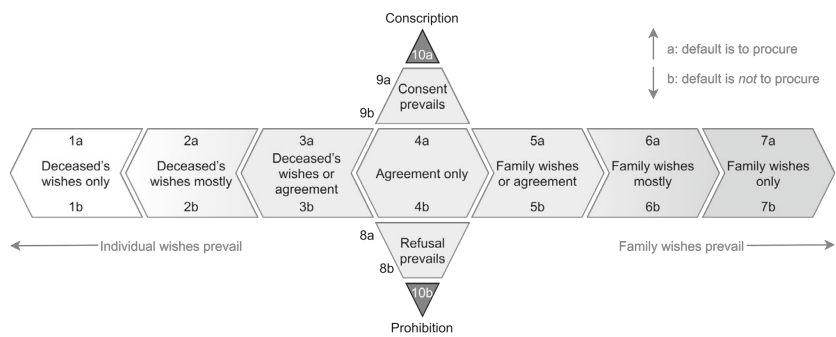 Conscription
10a
a: default is to procure
b: default is not to procure
9a
Consent
prevails
9b
1a
Deceased's
wishes only
1b
2a
Deceased's
wishes mostly
2b
3a
Deceased's
wishes or
agreement
3b
4a
Agreement only
4b
5a
Family wishes
or agreement
5b
6a
Family wishes
mostly
6b
7a
Family wishes
only
7b
Individual wishes prevail
8a
Refusal
prevails
8b
Family wishes prevail
10b
Prohibition